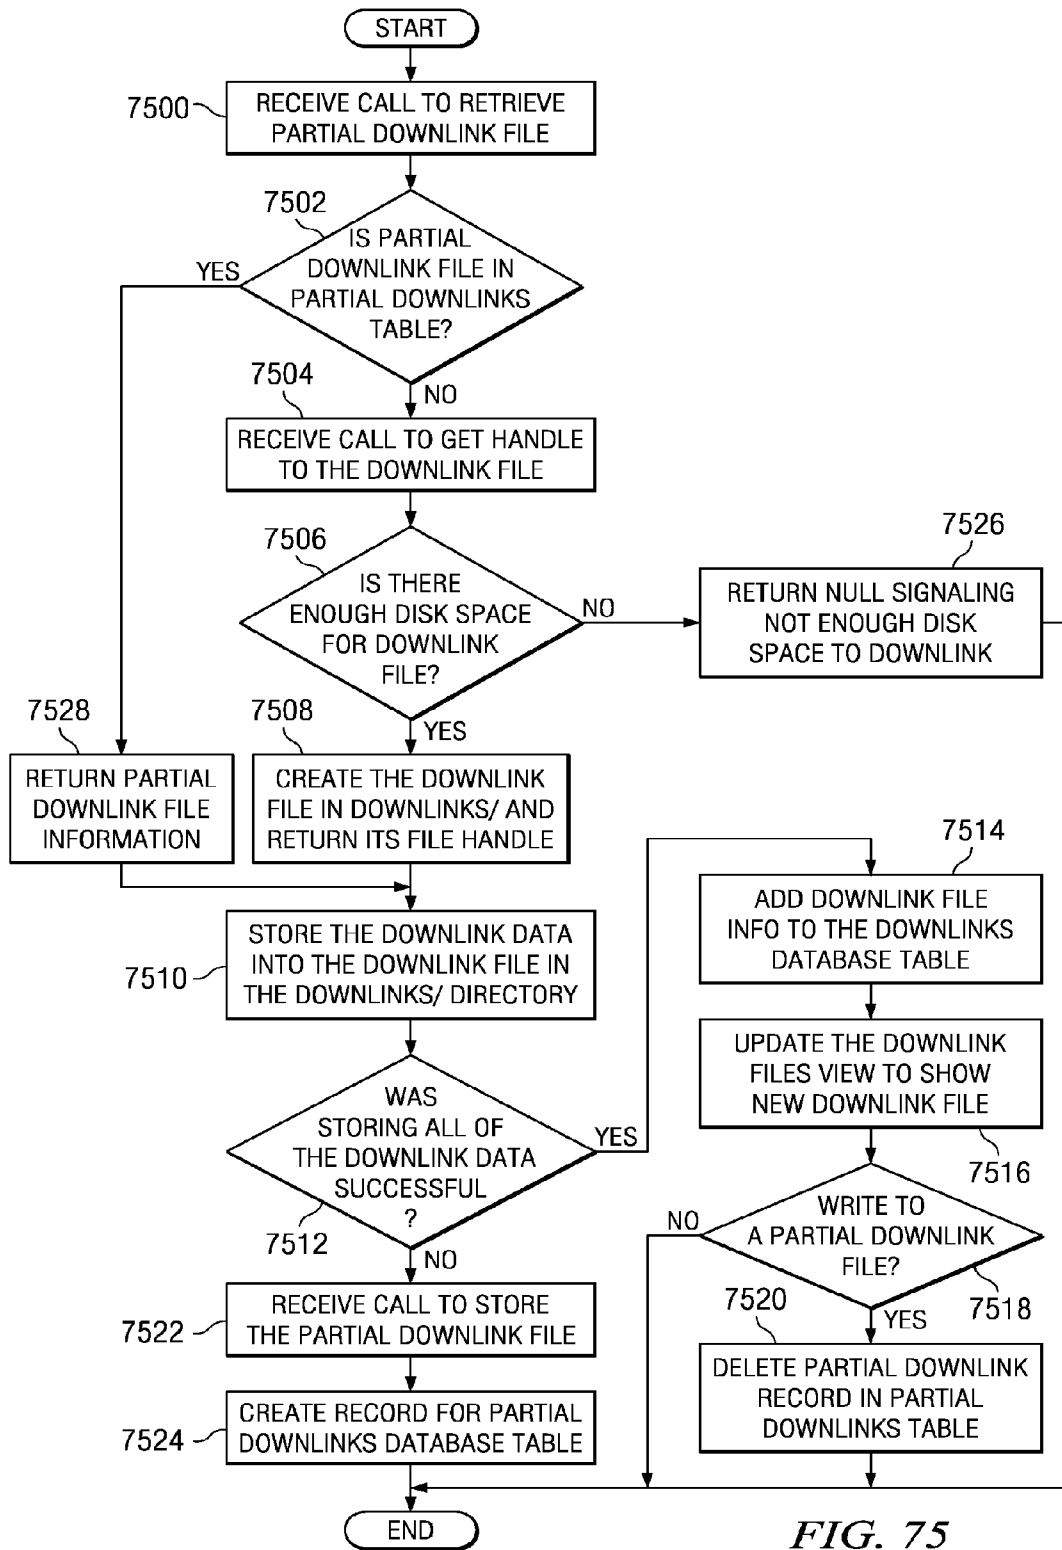 START
7500
RECEIVE CALL TO RETRIEVE
PARTIAL DOWNLINK FILE
7502
IS PARTIAL
DOWNLINK FILE IN
PARTIAL DOWNLINKS
TABLE?
YES
NO
7504
RECEIVE CALL TO GET HANDLE
TO THE DOWNLINK FILE
7506
IS THERE
ENOUGH DISK SPACE
FOR DOWNLINK
FILE?
NO
YES
7526
RETURN NULL SIGNALING
NOT ENOUGH DISK
SPACE TO DOWNLINK
7528
RETURN PARTIAL
DOWNLINK FILE
INFORMATION
7508
CREATE THE DOWNLINK
FILE IN DOWNLINKS/ AND
RETURN ITS FILE HANDLE
7510
STORE THE DOWNLINK DATA
INTO THE DOWNLINK FILE IN
THE DOWNLINKS/ DIRECTORY
WAS
STORING ALL OF
THE DOWNLINK DATA
SUCCESSFUL
?
7512
YES
NO
7514
ADD DOWNLINK FILE
INFO TO THE DOWNLINKS
DATABASE TABLE
UPDATE THE DOWNLINK
FILES VIEW TO SHOW
NEW DOWNLINK FILE
7516
WRITE TO
A PARTIAL DOWNLINK
FILE?
NO
7518
YES
7520
DELETE PARTIAL DOWNLINK
RECORD IN PARTIAL
DOWNLINKS TABLE
7522
RECEIVE CALL TO STORE
THE PARTIAL DOWNLINK FILE
7524
CREATE RECORD FOR PARTIAL
DOWNLINKS DATABASE TABLE
END
FIG. 75